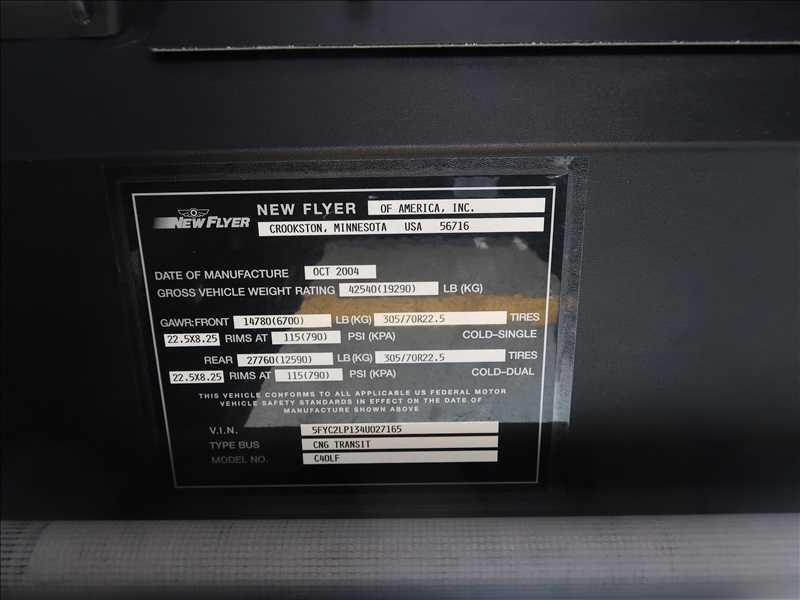 NEW FLYER NEW FLYER OF AMERICA, INC.
CROOKSTON, MINNESOTA USA 56716
DATE OF MANUFACTURE OCT 2004
GROSS VEHICLE WEIGHT RATING 42540(19290) LB (KG)
GAWR: FRONT 14780(6700) LB (KG) 305/70R22.5 TIRES
22.5X8.25 RIMS AT 115(790) PSI (KPA) COLD-SINGLE
REAR 27760(12590) LB (KG) 305/70R22.5 TIRES
22.5X8.25 RIMS AT 115(790) PSI (KPA) COLD-DUAL
THIS VEHICLE CONFORMS TO ALL APPLICABLE US FEDERAL MOTOR
VEHICLE SAFETY STANDARDS IN EFFECT ON THE DATE OF
MANUFACTURE SHOWN ABOVE
V.I.N. 5FYC2LP134U027165
TYPE BUS CNG TRANSIT
MODEL NO. C40LF